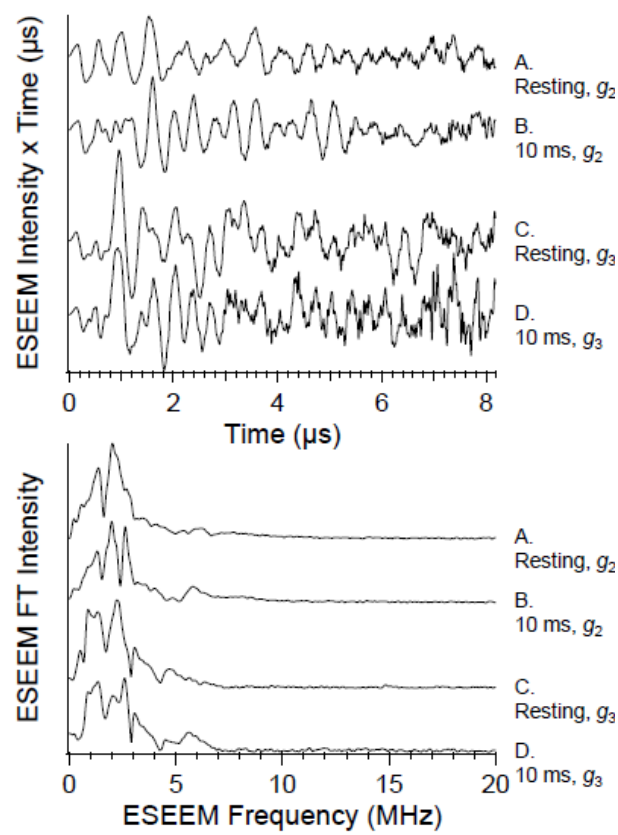 ESEEM Intensity x Time (µs)
A.
Resting, g2
B.
10 ms, g2
C.
Resting, g3
D.
10 ms, g3
0 2 4 6 8
Time (µs)
ESEEM FT Intensity
A.
Resting, g2
B.
10 ms, g2
C.
Resting, g3
D.
10 ms, g3
0 5 10 15 20
ESEEM Frequency (MHz)